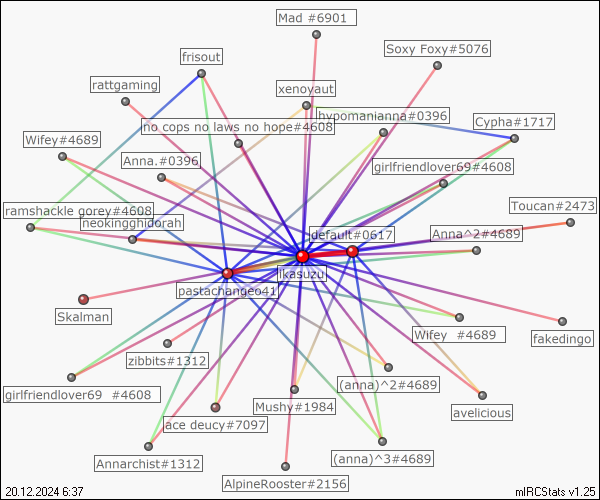 Mad #6901
Soxy Foxy#5076
frisout
rattgaming
xenoyaut
hypomanianna#0396
no cops no laws no hope#4608
Cypha#1717
Wifey#4689
Anna.#0396
girlfriendlover69#4608
ramshackle gorey#4608
Toucan#2473
neokingghidorah
default#0617
Anna^2#4689
ikasuzu
pastachangeo41
Skalman
Wifey  #4689
fakedingo
zibbits#1312
girlfriendlover69  #4608
(anna)^2#4689
Mushy#1984
avelicious
ace deucy#7097
Annarchist#1312
(anna)^3#4689
AlpineRooster#2156
20.12.2024 6:37
mIRCStats v1.25